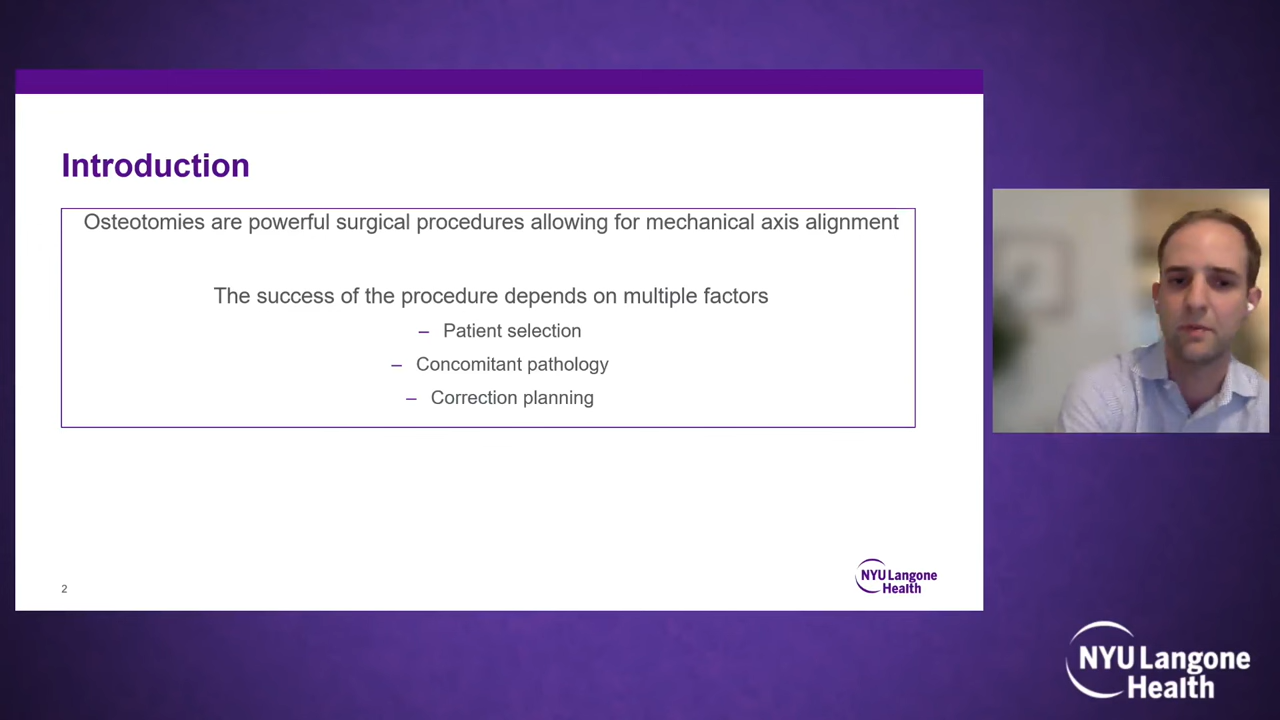 Introduction
Osteotomies are powerful surgical procedures allowing for mechanical axis alignment
The success of the procedure depends on multiple factors
– Patient selection
– Concomitant pathology
– Correction planning
2
NYU Langone
Health
NYU Langone
Health